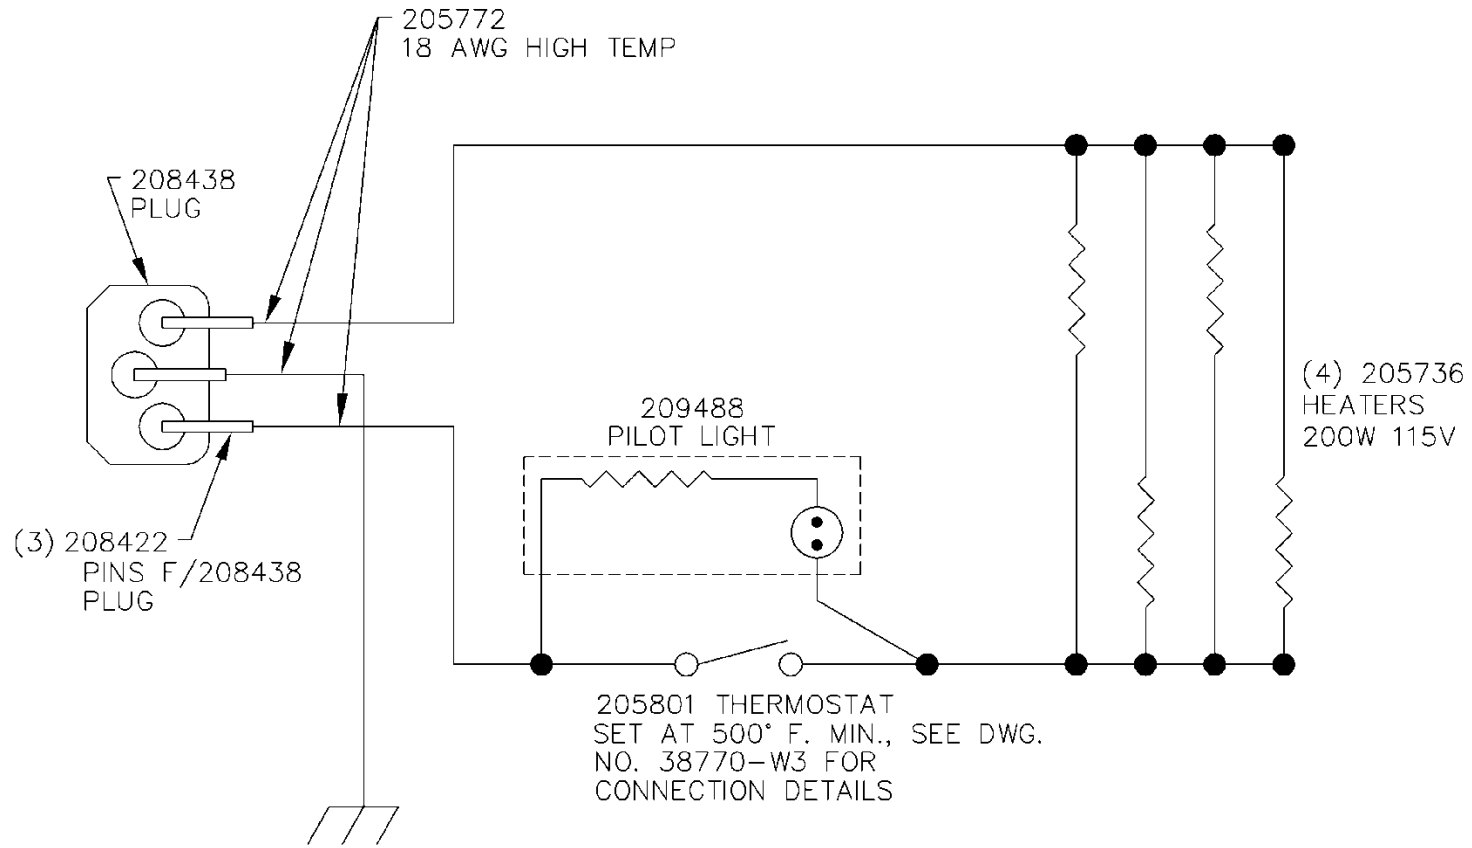 205772
18 AWG HIGH TEMP
208438
PLUG
(4) 205736
HEATERS
200W 115V
209488
PILOT LIGHT
(3) 208422
PINS F/208438
PLUG
205801 THERMOSTAT
SET AT 500° F. MIN., SEE DWG.
NO. 38770-W3 FOR
CONNECTION DETAILS